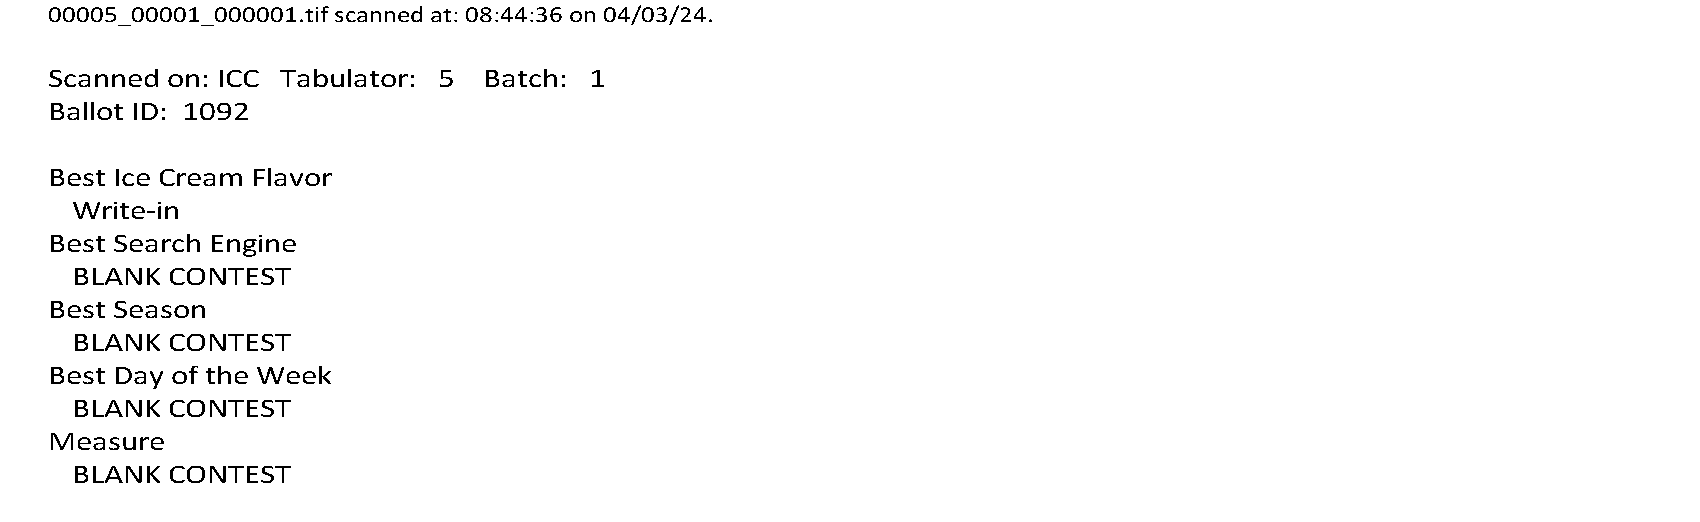 00005_00001_000001.tif scanned at: 08:44:36 on 04/03/24.
Scanned on: ICC Tabulator: 5 Batch: 1
Ballot ID: 1092
Best Ice Cream Flavor
Write-in
Best Search Engine
BLANK CONTEST
Best Season
BLANK CONTEST
Best Day of the Week
BLANK CONTEST
Measure
BLANK CONTEST